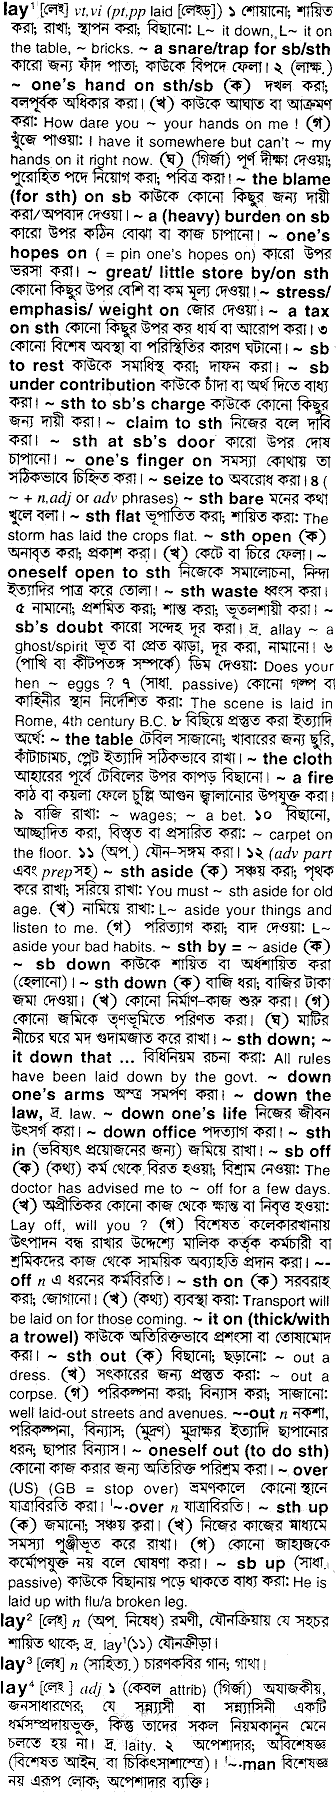 lay¹ [লেই] vt,vi (pt,pp laid [লেইড্]) ১ শোয়ানো; শায়িত
করা; রাখা; স্থাপন করা; বিছানো: L~ it down, L~ it on
the table, ~ bricks. ~ a snare/trap for sb/sth
কারো জন্য ফাঁদ পাতা; কাউকে বিপদে ফেলা। ২ (লাক্ষ.)
~ one's hand on sth/sb (ক) দখল করা;
বলপূর্বক অধিকার করা। (খ) কাউকে আঘাত বা আক্রমণ
করা: How dare you ~ your hands on me ! (গ)
খুঁজে পাওয়া: I have it somewhere but can't ~ my
hands on it right now. (ঘ) (গির্জা) পূর্ণ দীক্ষা দেওয়া;
পুরোহিত পদে নিয়োগ করা; পবিত্র করা। ~ the blame
(for sth) on sb কাউকে কোনো কিছুর জন্য দায়ী
করা/অপবাদ দেওয়া। ~ a (heavy) burden on sb
কারো উপর কঠিন বোঝা বা কাজ চাপানো। ~ one's
hopes on ( = pin one's hopes on) কারো উপর
ভরসা করা। ~ great/ little store by/on sth
কোনো কিছুর উপর বেশি বা কম মূল্য দেওয়া। ~ stress/
emphasis/ weight on জোর দেওয়া। ~ a tax
on sth কোনো কিছুর উপর কর ধার্য বা আরোপ করা। ৩
কোনো বিশেষ অবস্থা বা পরিস্থিতির কারণ ঘটানো। ~ sb
to rest কাউকে সমাধিস্থ করা; দাফন করা। ~ sb
under contribution কাউকে চাঁদা বা অর্থ দিতে বাধ্য
করা। ~ sth to sb's charge কাউকে কোনো কিছুর
জন্য দায়ী করা। ~ claim to sth নিজের বলে দাবি
করা। ~ sth at sb's door কারো উপর দোষ
চাপানো। ~ one's finger on সমস্যা কোথায় তা
সঠিকভাবে চিহ্নিত করা। ~ seize to অবরোধ করা। ৪ (
~ + n,adj or adv phrases) ~ sth bare মনের কথা
খুলে বলা। ~ sth flat ভূপাতিত করা; শায়িত করা: The
storm has laid the crops flat. ~ sth open (ক)
অনাবৃত করা; প্রকাশ করা। (খ) কেটে বা চিরে ফেলা। ~
oneself open to sth নিজেকে সমালোচনা, নিন্দা
ইত্যাদির পাত্র করে তোলা। ~ sth waste ধ্বংস করা।
৫ নামানো; প্রশমিত করা; শান্ত করা; ভূতলশায়ী করা। ~
sb's doubt কারো সন্দেহ দূর করা। দ্র. allay ~ a
ghost/spirit ভূত বা প্রেত ঝাড়া, দূর করা, নামানো। ৬
(পাখি বা কীটপতঙ্গ সম্পর্কে) ডিম দেওয়া: Does your
hen ~ eggs ? ৭ (সাধা. passive) কোনো গল্প বা
কাহিনীর স্থান নির্দেশিত করা: The scene is laid in
Rome, 4th century B.C. ৮ বিছিয়ে প্রস্তুত করা ইত্যাদি
অর্থে: ~ the table টেবিল সাজানো; খাবারের জন্য ছুরি,
কাঁটাচামচ, প্লেট ইত্যাদি সঠিকভাবে রাখা। ~ the cloth
আহারের পূর্বে টেবিলের উপর কাপড় বিছানো। ~ a fire
কাঠ বা কয়লা ফেলে চুল্লি আগুন জ্বালানোর উপযুক্ত করা।
৯ বাজি রাখা: ~ wages; ~ a bet. ১০ বিছানো,
আচ্ছাদিত করা, বিস্তৃত বা প্রসারিত করা: ~ carpet on
the floor. ১১ (অপ.) যৌন-সঙ্গম করা। ১২ (adv part
এবং prep সহ) ~ sth aside (ক) সঞ্চয় করা; পৃথক
করে রাখা; সরিয়ে রাখা: You must ~ sth aside for old
age. (খ) নামিয়ে রাখা: L~ aside your things and
listen to me. (গ) পরিত্যাগ করা; বাদ দেওয়া: L~
aside your bad habits. ~ sth by = ~ aside (ক)
~ sb down কাউকে শায়িত বা অর্ধশায়িত করা
(হেলানো)। ~ sth down (ক) বাজি ধরা; বাজির টাকা
জমা দেওয়া। (খ) কোনো নির্মাণ-কাজ শুরু করা। (গ)
কোনো জমিকে তৃণভূমিতে পরিণত করা। (ঘ) মাটির
নীচের ঘরে মদ গুদামজাত করে রাখা। ~ sth down; ~
it down that ... বিধিনিয়ম রচনা করা: All rules
have been laid down by the govt. ~ down
one's arms অস্ত্র সমর্পণ করা। ~ down the
law, দ্র. law. ~ down one's life নিজের জীবন
উৎসর্গ করা। ~ down office পদত্যাগ করা। ~ sth
in (ভবিষ্যৎ প্রয়োজনের জন্য) জমিয়ে রাখা। ~ sb off
(ক) (কথ্য) কর্ম থেকে বিরত হওয়া; বিশ্রাম নেওয়া: The
doctor has advised me to ~ off for a few days.
(খ) অপ্রীতিকর কোনো কাজ থেকে ক্ষান্ত বা নিবৃত্ত হওয়া:
Lay off, will you ? (গ) বিশেষত কলেকারখানায়
উৎপাদন বন্ধ রাখার উদ্দেশ্যে মালিক কর্তৃক কর্মচারী বা
শ্রমিকদের কাজ থেকে সাময়িক অব্যাহতি প্রদান করা। ~-
off n এ ধরনের কর্মবিরতি। ~ sth on (ক) সরবরাহ
করা; জোগানো। (খ) (কথ্য) ব্যবস্থা করা: Transport will
be laid on for those coming. ~ it on (thick/with
a trowel) কাউকে অতিরিক্তভাবে প্রশংসা বা তোষামোদ
করা। ~ sth out (ক) বিছানো; ছড়ানো: ~ out a
dress. (খ) সৎকারের জন্য প্রস্তুত করা: ~ out a
corpse. (গ) পরিকল্পনা করা; বিন্যাস করা; সাজানো:
well laid-out streets and avenues. ~-out n নকশা,
পরিকল্পনা, বিন্যাস; (মুদ্রণ) মুদ্রাক্ষর ইত্যাদি ছাপানোর
ধরন; ছাপার বিন্যাস। ~ oneself out (to do sth)
কোনো কাজ করার জন্য অতিরিক্ত পরিশ্রম করা। ~ over
(US) (GB = stop over) ভ্রমণকালে কোনো স্থানে
যাত্রাবিরতি করা। '~-over n যাত্রাবিরতি। ~ sth up
(ক) জমানো; সঞ্চয় করা। (খ) নিজের কাজের মাধ্যমে
সমস্যা পুঞ্জীভূত করে রাখা। (গ) কোনো জাহাজকে
কর্মোপযুক্ত নয় বলে ঘোষণা করা। ~ sb up (সাধা.
passive) কাউকে বিছানায় পড়ে থাকতে বাধ্য করা: He is
laid up with flu/a broken leg.
lay² [লেই] n (অপ. নিষেধ) রমণী, যৌনক্রিয়ায় যে সহচর
শায়িত থাকে; দ্র. lay¹(১১) যৌনক্রীড়া।
lay³ [লেই] n (সাহিত্য.) চারণকবির গান; গাথা।
lay⁴ [লেই] adj ১ (কেবল attrib) (গির্জা) অযাজকীয়,
জনসাধারণের; যে সন্ন্যাসী বা সন্ন্যাসিনী একটি
ধর্মসম্প্রদায়ভুক্ত, কিন্তু তাদের সকল নিয়মকানুন মেনে
চলতে হয় না। দ্র. laity. ২ অপেশাদার; অবিশেষজ্ঞ
(বিশেষত আইন. বা চিকিৎসাশাস্ত্রে)। '~-man বিশেষজ্ঞ
নয় এরূপ লোক; অপেশাদার ব্যক্তি।